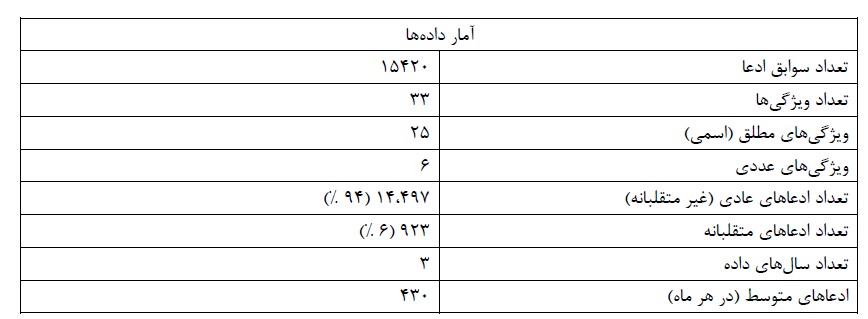 آمار داده‌ها
تعداد سوابق ادعا ۱۵۴۲۰
تعداد ویژگی‌ها ۳۳
ویژگی‌های مطلق (اسمی) ۲۵
ویژگی‌های عددی ۶
تعداد ادعاهای عادی (غیر متقلبانه) ۱۴،۴۹۷ (۹۴ ٪)
تعداد ادعاهای متقلبانه ۹۲۳ (۶ ٪)
تعداد سال‌های داده ۳
ادعاهای متوسط (در هر ماه) ۴۳۰